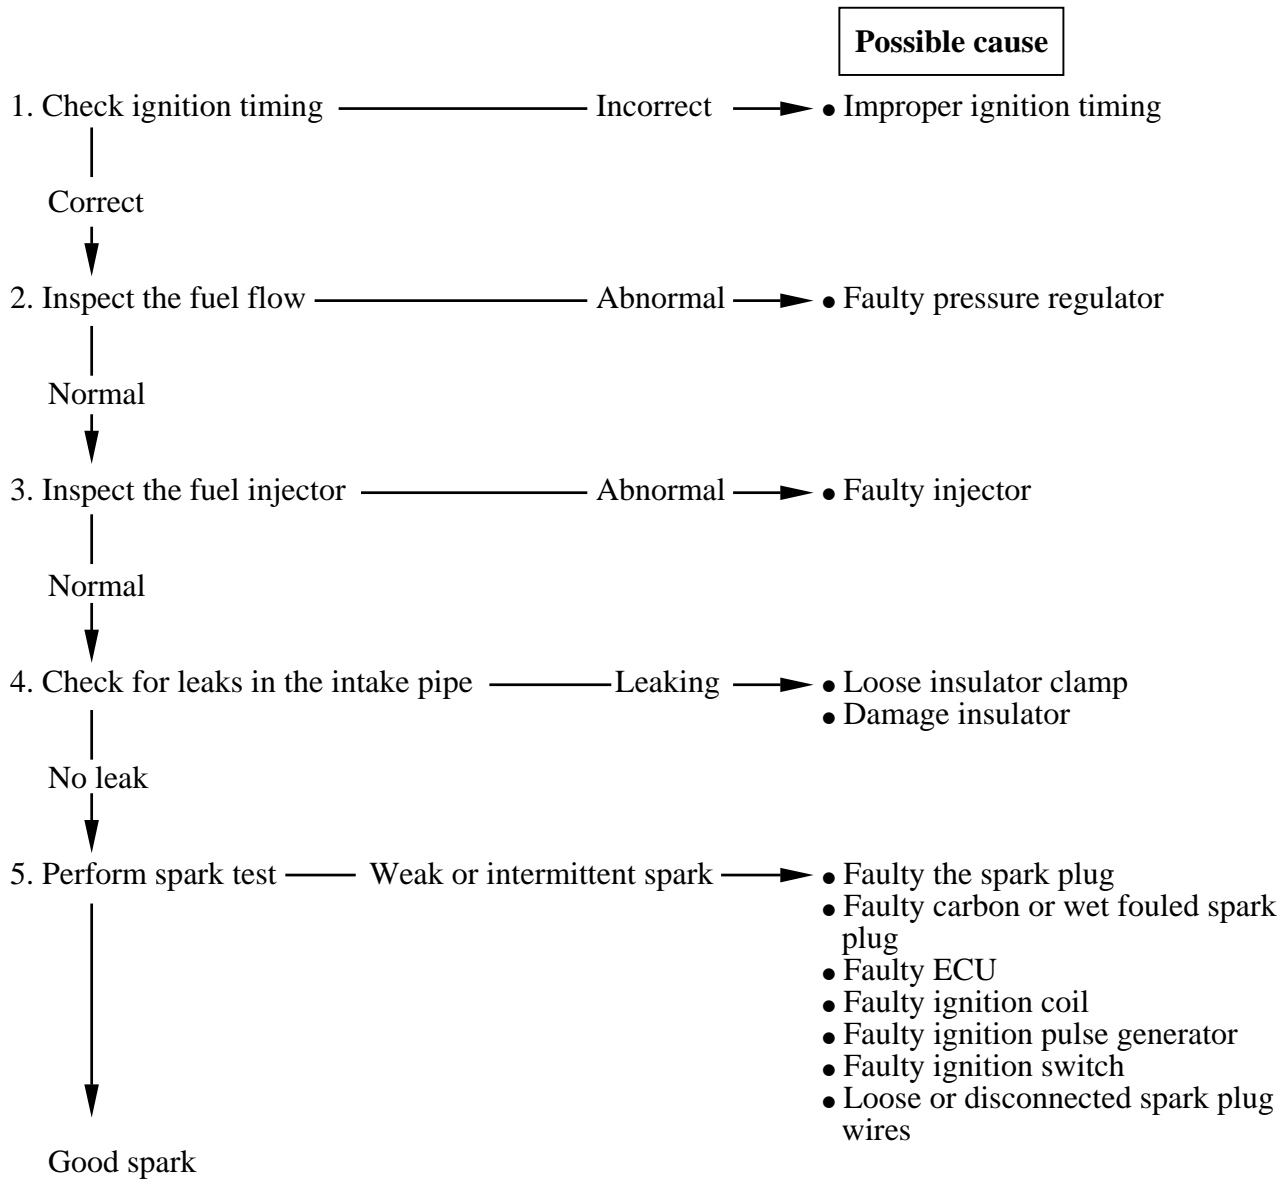 Possible cause
1. Check ignition timing Incorrect • Improper ignition timing
Correct
2. Inspect the fuel flow Abnormal • Faulty pressure regulator
Normal
3. Inspect the fuel injector Abnormal • Faulty injector
Normal
4. Check for leaks in the intake pipe Leaking • Loose insulator clamp
• Damage insulator
No leak
5. Perform spark test Weak or intermittent spark • Faulty the spark plug
• Faulty carbon or wet fouled spark
plug
• Faulty ECU
• Faulty ignition coil
• Faulty ignition pulse generator
• Faulty ignition switch
• Loose or disconnected spark plug
wires
Good spark